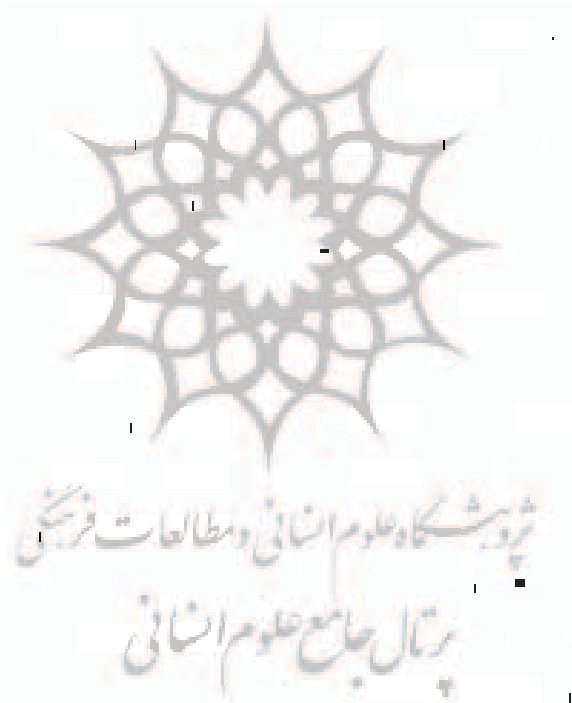 پژوهشگاه علوم انسانی و مطالعات فرهنگی
پرتال جامع علوم انسانی